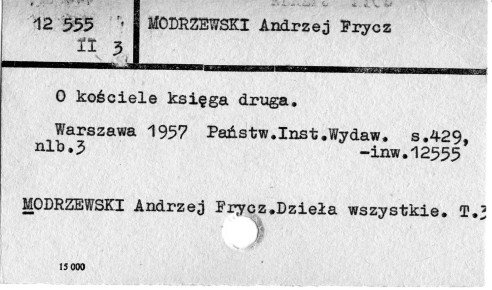 12 555 MODRZEWSKI Andrzej Frycz
II 3
O kościele księga druga.
Warszawa 1957 Państw.Inst.Wydaw. s.429,
nlb.3 -inw.12555
MODRZEWSKI Andrzej Frycz.Dzieła wszystkie. T.3
15 000